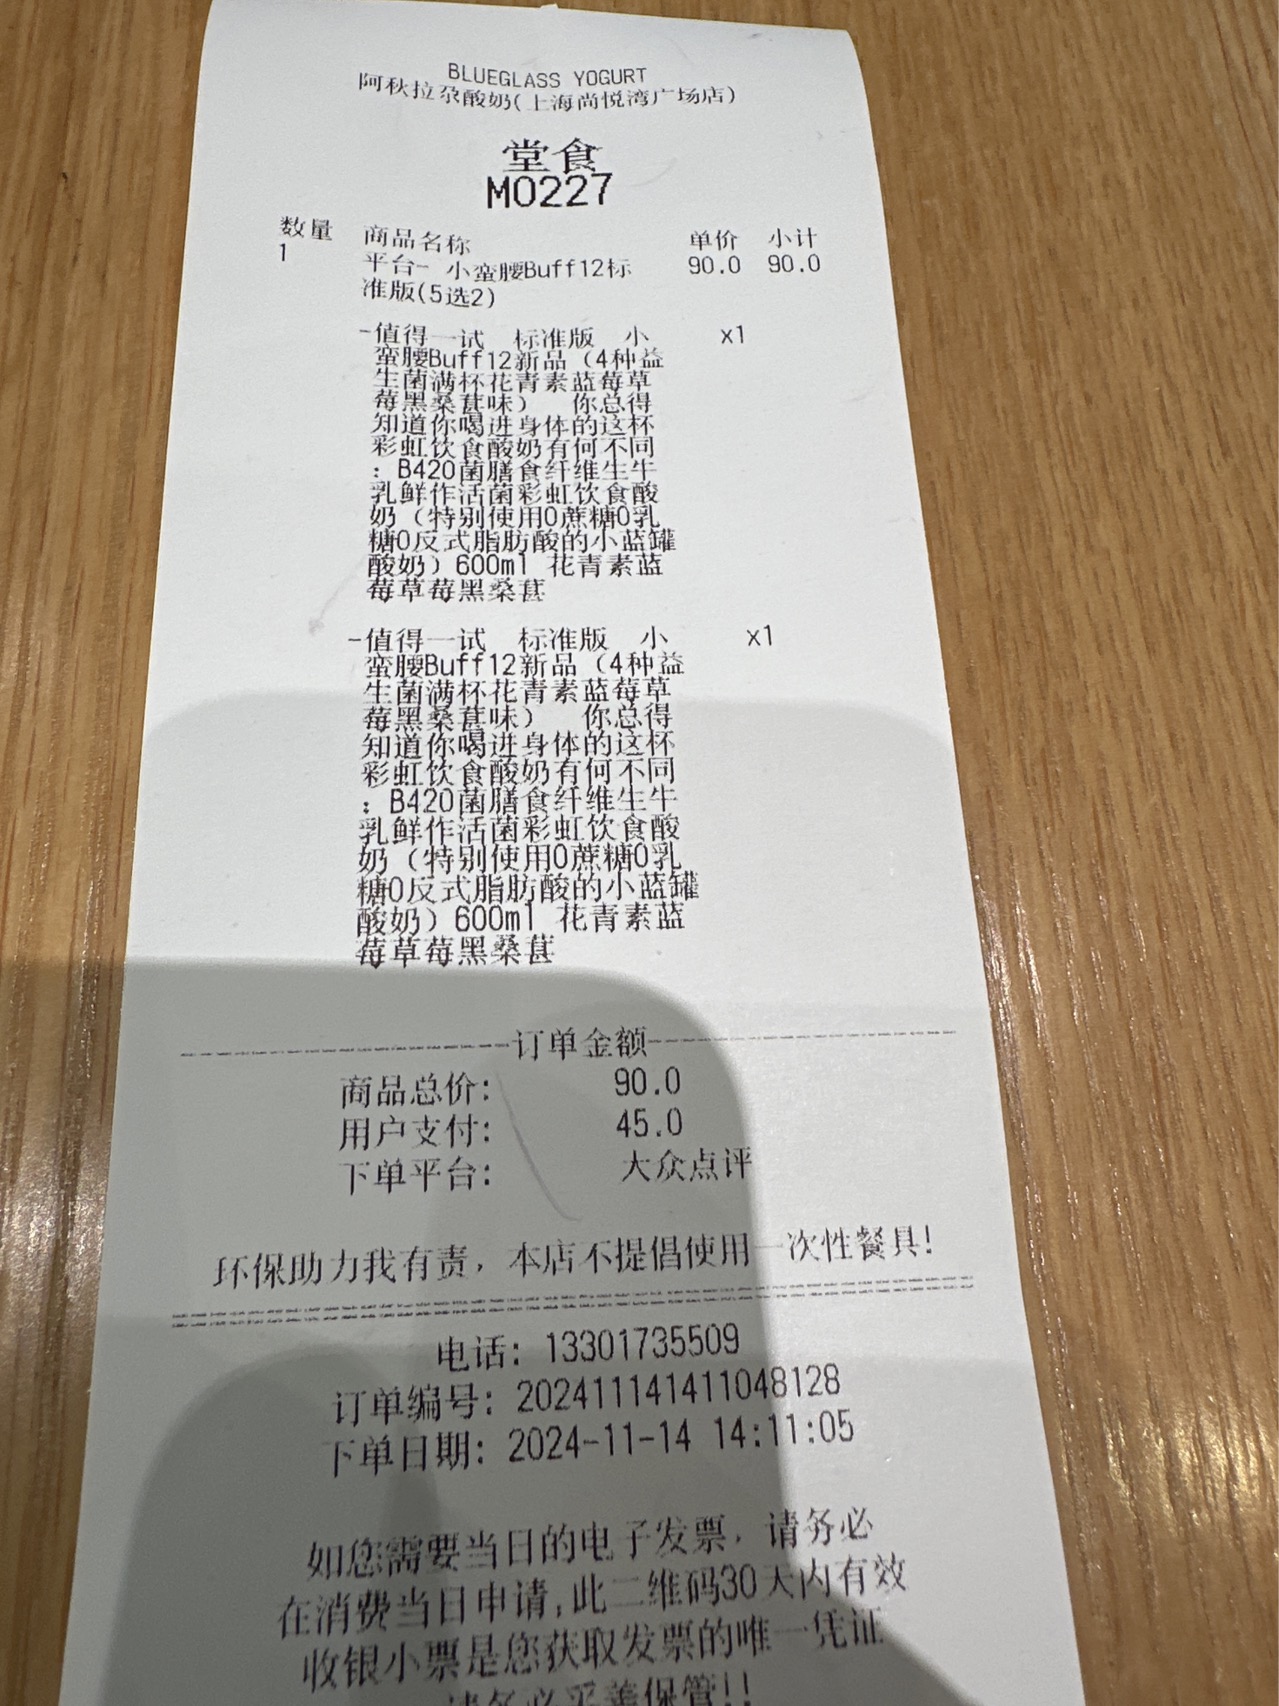 BLUEGLASS YOGURT
阿秋拉尕酸奶(上海尚悦湾广场店)
堂食
M0227
数量 商品名称 单价 小计
1 平台- 小蛮腰Buff12标 90.0 90.0
准版(5选2)
-值得一试 标准版 小 x1
蛮腰Buff12新品（4种益
生菌满杯花青素蓝莓草
莓黑桑葚味） 你总得
知道你喝进身体的这杯
彩虹饮食酸奶有何不同
：B420菌膳食纤维生牛
乳鲜作活菌彩虹饮食酸
奶（特别使用0蔗糖0乳
糖0反式脂肪酸的小蓝罐
酸奶）600ml 花青素蓝
莓草莓黑桑葚
-值得一试 标准版 小 x1
蛮腰Buff12新品（4种益
生菌满杯花青素蓝莓草
莓黑桑葚味） 你总得
知道你喝进身体的这杯
彩虹饮食酸奶有何不同
：B420菌膳食纤维生牛
乳鲜作活菌彩虹饮食酸
奶（特别使用0蔗糖0乳
糖0反式脂肪酸的小蓝罐
酸奶）600ml 花青素蓝
莓草莓黑桑葚
订单金额
商品总价: 90.0
用户支付: 45.0
下单平台: 大众点评
环保助力我有责，本店不提倡使用一次性餐具!
电话: 13301735509
订单编号: 202411141411048128
下单日期: 2024-11-14 14:11:05
如您需要当日的电子发票，请务必
在消费当日申请,此二维码30天内有效
收银小票是您获取发票的唯一凭证
请务必妥善保管!!